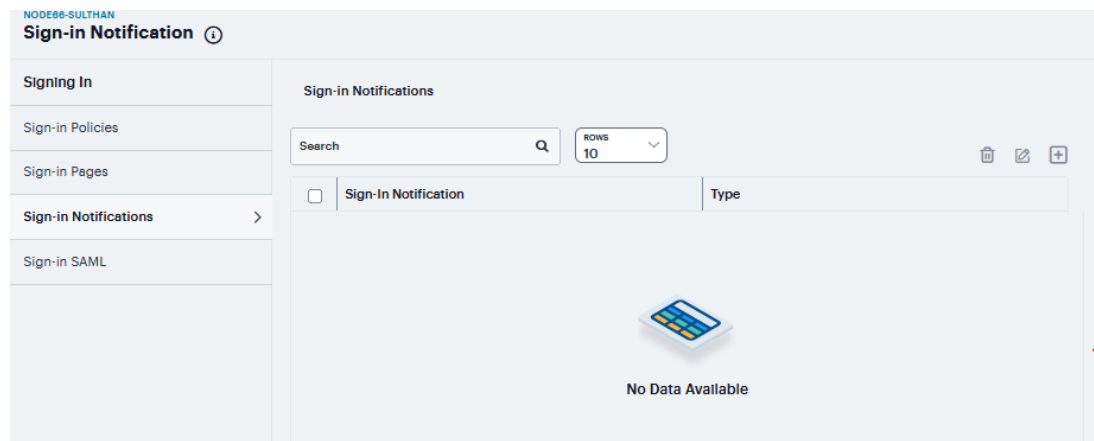 NODE66-SULTHAN
Sign-in Notification
Signing In
Sign-in Policies
Sign-in Pages
Sign-in Notifications
Sign-in SAML
Sign-in Notifications
Search
ROWS
10
Sign-In Notification Type
No Data Available